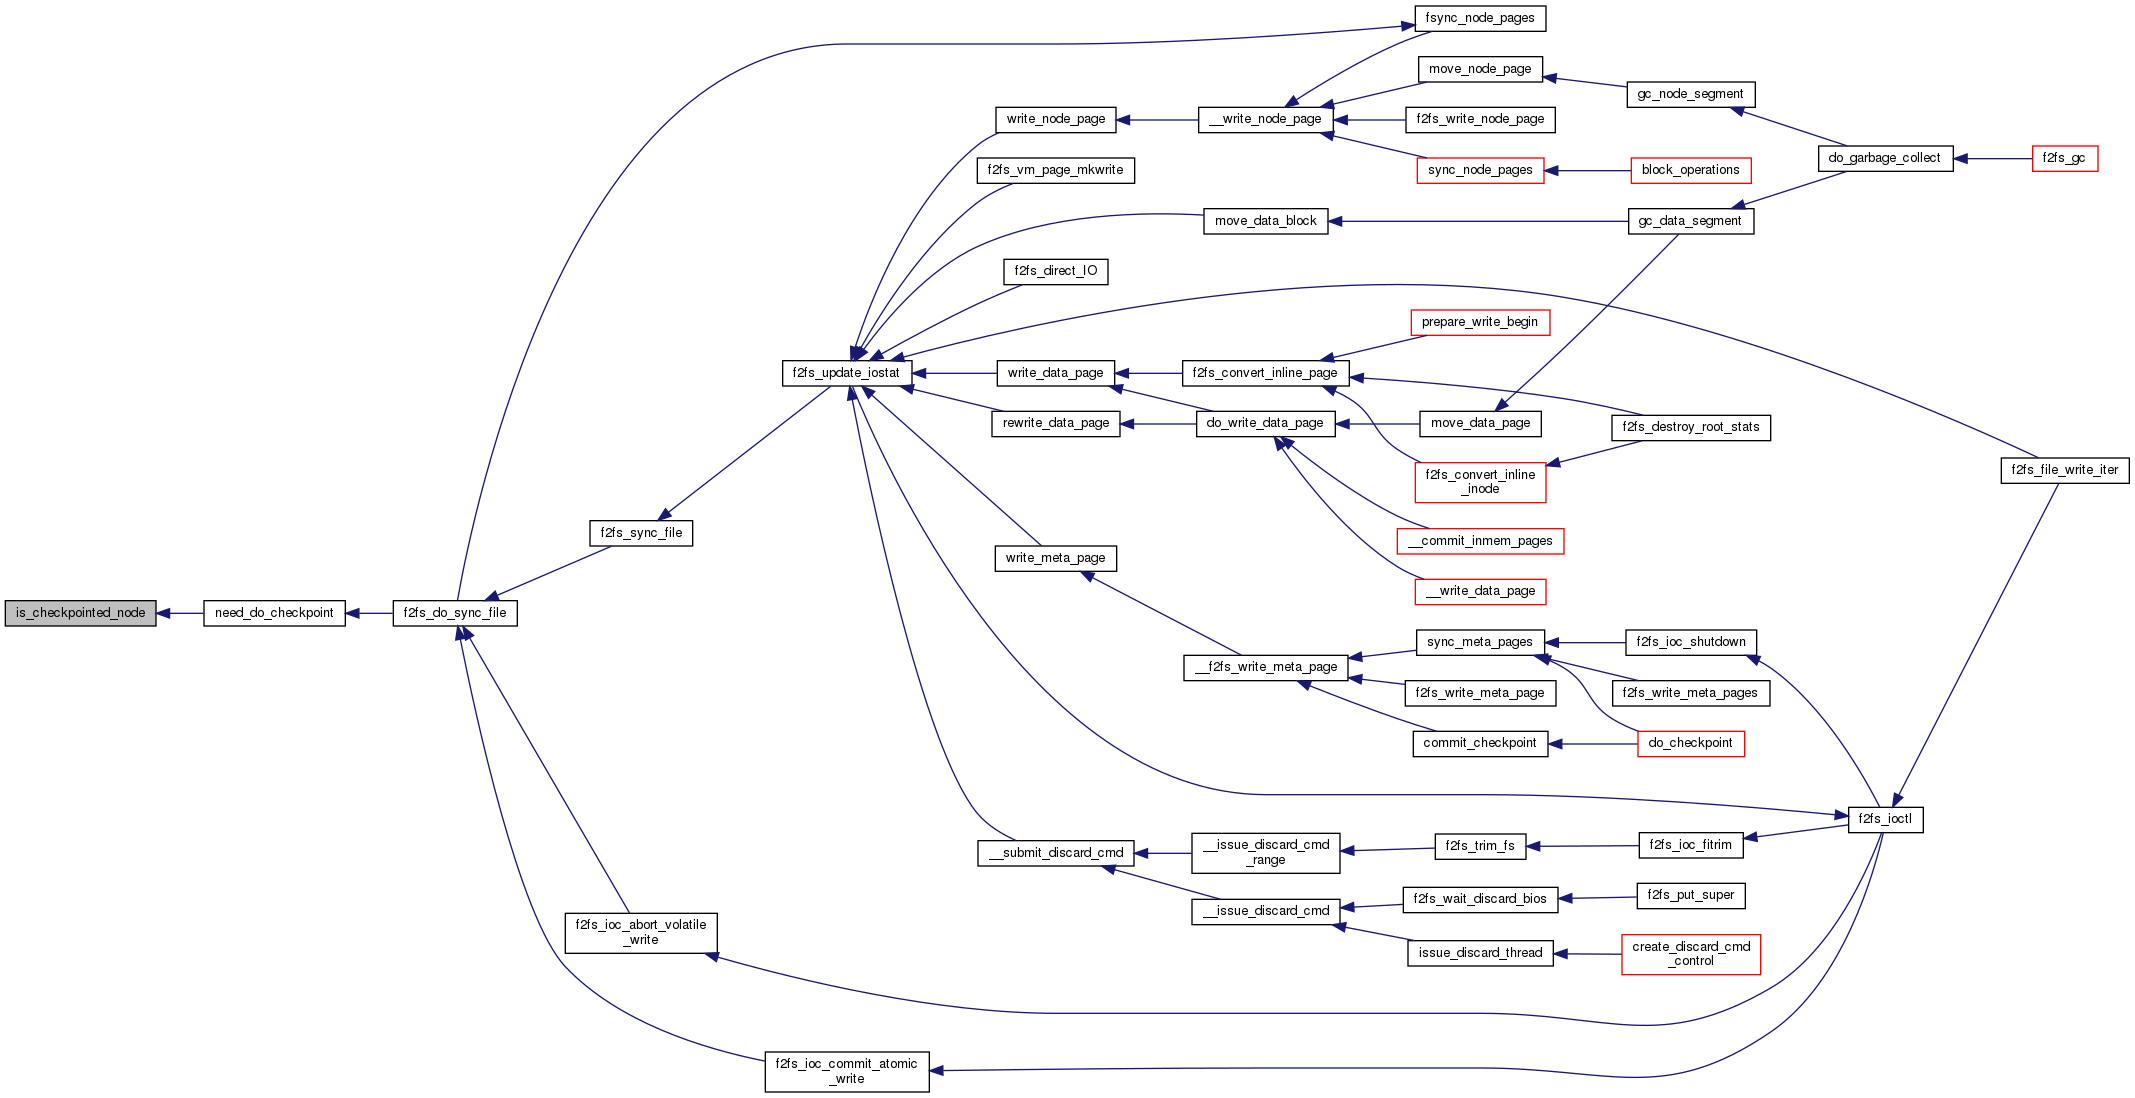 fsync_node_pages
move_node_page
gc_node_segment
write_node_page
__write_node_page
f2fs_write_node_page
do_garbage_collect
f2fs_gc
f2fs_vm_page_mkwrite
sync_node_pages
block_operations
move_data_block
gc_data_segment
f2fs_direct_IO
prepare_write_begin
f2fs_update_iostat
write_data_page
f2fs_convert_inline_page
rewrite_data_page
do_write_data_page
move_data_page
f2fs_destroy_root_stats
f2fs_convert_inline
_inode
f2fs_file_write_iter
f2fs_sync_file
__commit_inmem_pages
write_meta_page
__write_data_page
is_checkpointed_node
need_do_checkpoint
f2fs_do_sync_file
sync_meta_pages
f2fs_ioc_shutdown
__f2fs_write_meta_page
f2fs_write_meta_page
f2fs_write_meta_pages
commit_checkpoint
do_checkpoint
f2fs_ioctl
__submit_discard_cmd
__issue_discard_cmd
_range
f2fs_trim_fs
f2fs_ioc_fitrim
f2fs_wait_discard_bios
f2fs_put_super
__issue_discard_cmd
f2fs_ioc_abort_volatile
_write
issue_discard_thread
create_discard_cmd
_control
f2fs_ioc_commit_atomic
_write